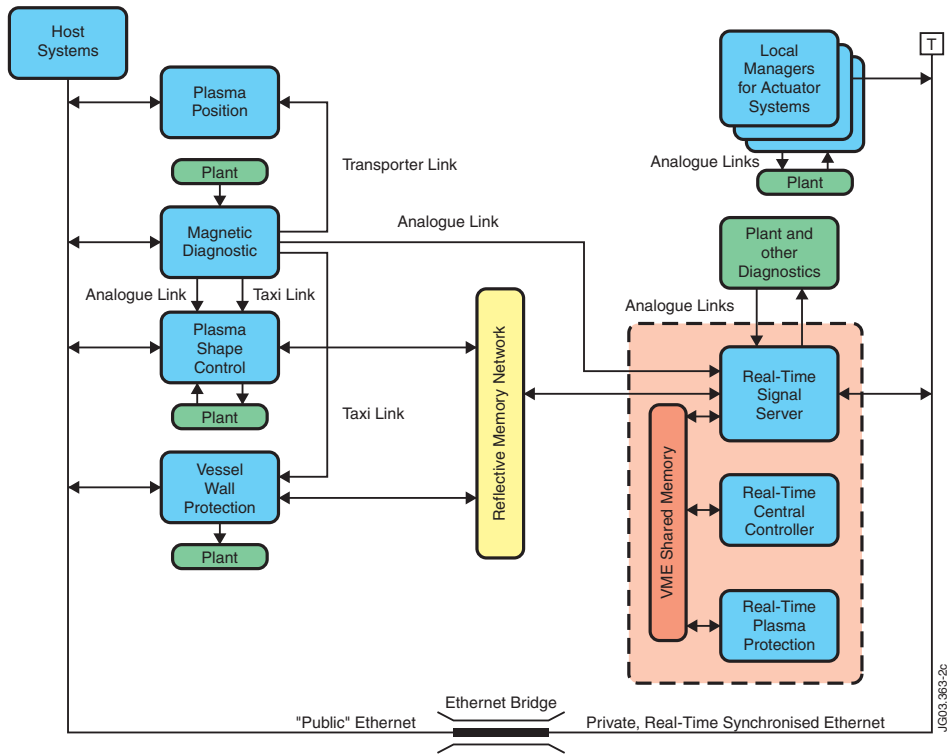 Host
Systems
Plasma
Position
Transporter Link
Plant
Magnetic
Diagnostic
Analogue Link
Analogue Link
Taxi Link
Plasma
Shape
Control
Plant
Taxi Link
Vessel
Wall
Protection
Plant
Reflective Memory Network
Local
Managers
for Actuator
Systems
T
Analogue Links
Plant
Plant and
other
Diagnostics
Analogue Links
Real-Time
Signal
Server
VME Shared Memory
Real-Time
Central
Controller
Real-Time
Plasma
Protection
Ethernet Bridge
"Public" Ethernet
Private, Real-Time Synchronised Ethernet
JG03.363-2c